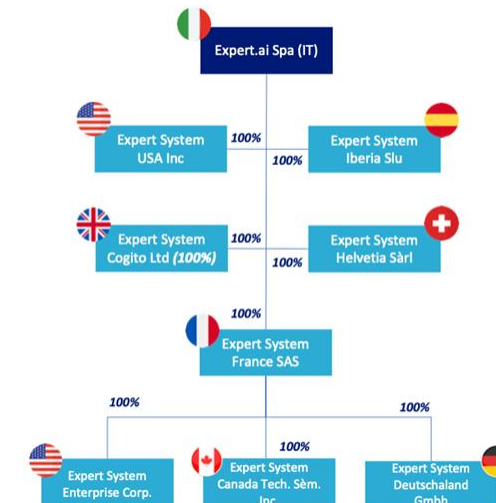 Expert.ai Spa (IT)
Expert System
USA Inc
100%
100%
Expert System
Iberia Slu
Expert System
Cogito Ltd (100%)
100%
100%
Expert System
Helvetia Sàrl
100%
Expert System
France SAS
100%
100%
100%
Expert System
Enterprise Corp.
Expert System
Canada Tech. Sèm.
Inc
Expert System
Deutschaland
Gmbh